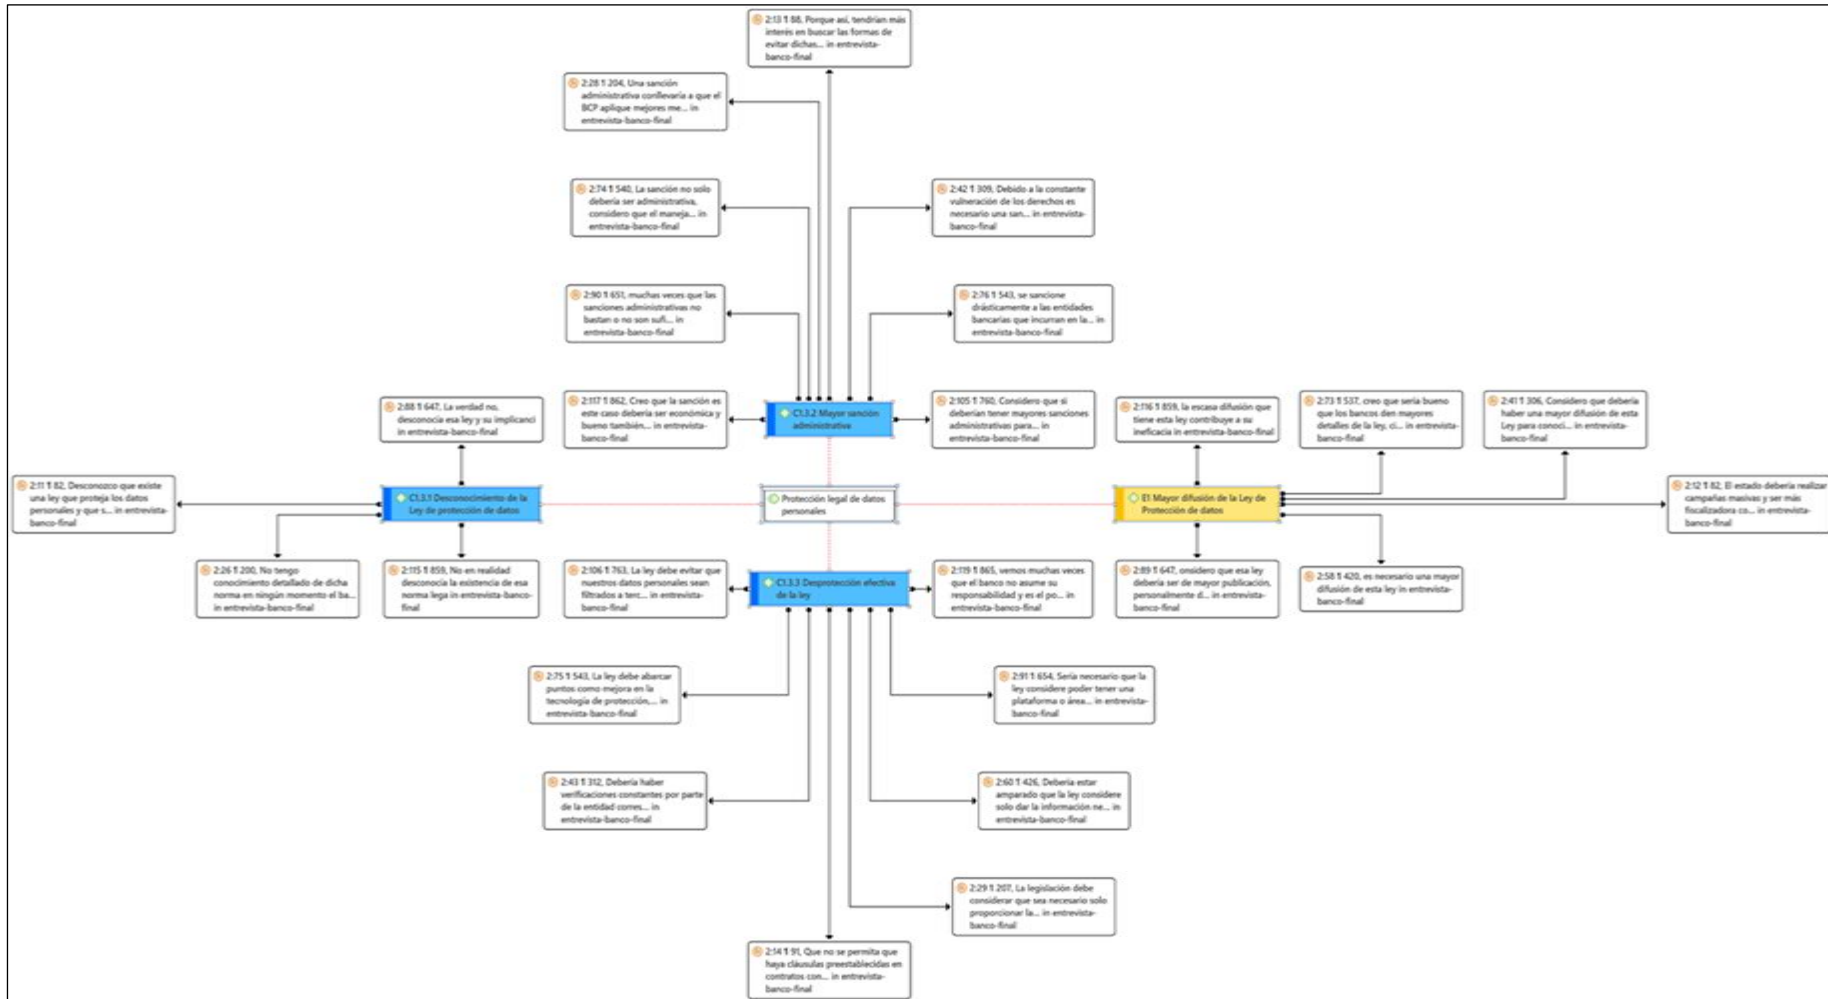 2:13 ¶ 88, Porque así, tendrían más
interés en buscar las formas de
evitar dichas... in entrevista-
banco-final
2:28 ¶ 204, Una sanción
administrativa conllevaría a que el
BCP aplique mejores me... in
entrevista-banco-final
2:74 ¶ 540, La sanción no solo
debería ser administrativa,
considero que el maneja... in
entrevista-banco-final
2:42 ¶ 309, Debido a la constante
vulneración de los derechos es
necesario una san... in entrevista-
banco-final
2:90 ¶ 651, muchas veces que las
sanciones administrativas no
bastan o no son sufi... in
entrevista-banco-final
2:76 ¶ 543, se sancione
drásticamente a las entidades
bancarias que incurran en la... in
entrevista-banco-final
2:117 ¶ 862, Creo que la sanción es
este caso debería ser económica y
bueno también... in entrevista-
banco-final
C1.3.2 Mayor sanción
administrativa
2:105 ¶ 760, Considero que si
deberían tener mayores sanciones
administrativas para... in
entrevista-banco-final
2:88 ¶ 647, La verdad no,
desconocía esa ley y su implicanci
in entrevista-banco-final
2:116 ¶ 859, la escasa difusión que
tiene esta ley contribuye a su
ineficacia in entrevista-banco-final
2:73 ¶ 537, creo que sería bueno
que los bancos den mayores
detalles de la ley, ci... in entrevista-
banco-final
2:41 ¶ 306, Considero que debería
haber una mayor difusión de esta
Ley para conoci... in entrevista-
banco-final
2:11 ¶ 82, Desconozco que existe
una ley que proteja los datos
personales y que s... in entrevista-
banco-final
C1.3.1 Desconocimiento de la
Ley de protección de datos
Protección legal de datos
personales
E1 Mayor difusión de la Ley de
Protección de datos
2:12 ¶ 82, El estado debería realizar
campañas masivas y ser más
fiscalizadora co... in entrevista-
banco-final
2:26 ¶ 200, No tengo
conocimiento detallado de dicha
norma en ningún momento el ba...
in entrevista-banco-final
2:115 ¶ 859, No en realidad
desconocía la existencia de esa
norma lega in entrevista-banco-
final
2:106 ¶ 763, La ley debe evitar que
nuestros datos personales sean
filtrados a terc... in entrevista-
banco-final
C1.3.3 Desprotección efectiva
de la ley
2:119 ¶ 865, vemos muchas veces
que el banco no asume su
responsabilidad y es el po... in
entrevista-banco-final
2:89 ¶ 647, onsidero que esa ley
debería ser de mayor publicación,
personalmente d... in entrevista-
banco-final
2:58 ¶ 420, es necesario una mayor
difusión de esta ley in entrevista-
banco-final
2:75 ¶ 543, La ley debe abarcar
puntos como mejora en la
tecnología de protección,... in
entrevista-banco-final
2:91 ¶ 654, Sería necesario que la
ley considere poder tener una
plataforma o área... in entrevista-
banco-final
2:43 ¶ 312, Debería haber
verificaciones constantes por parte
de la entidad corres... in
entrevista-banco-final
2:60 ¶ 426, Debería estar
amparado que la ley considere
solo dar la información ne... in
entrevista-banco-final
2:29 ¶ 207, La legislación debe
considerar que sea necesario solo
proporcionar la... in entrevista-
banco-final
2:14 ¶ 91, Que no se permita que
haya cláusulas preestablecidas en
contratos con... in entrevista-
banco-final